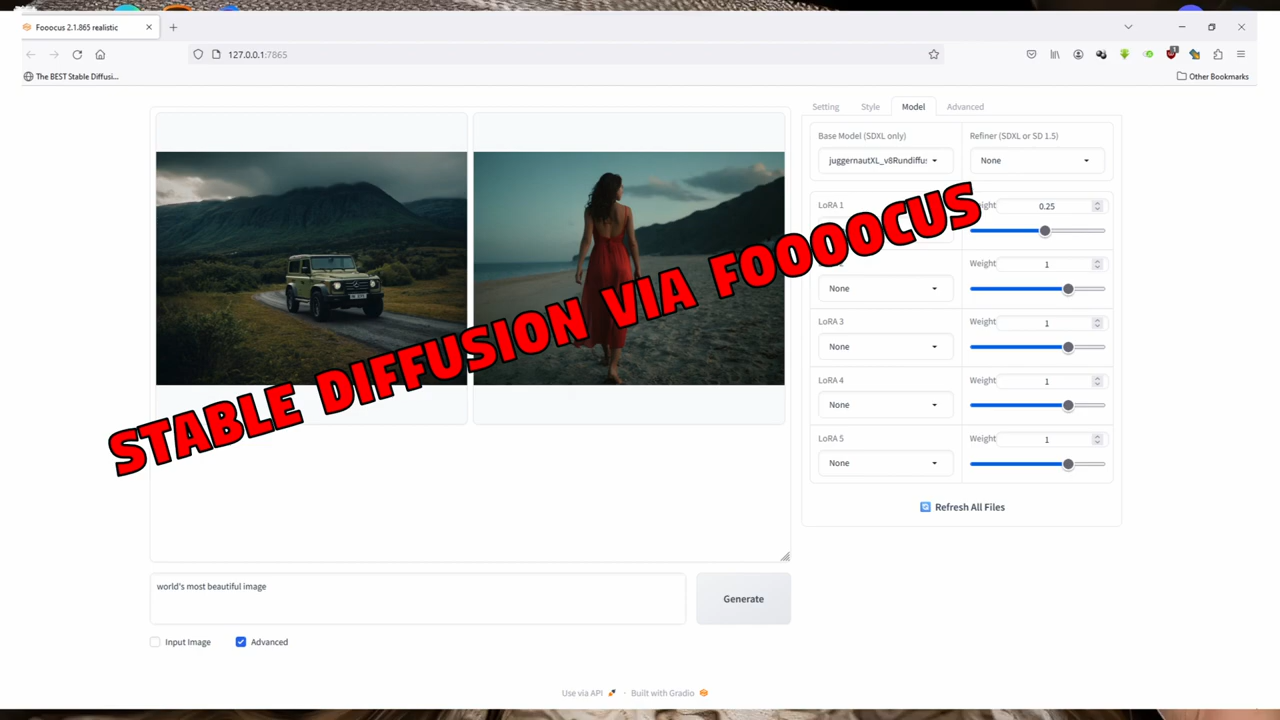 Fooocus 2.1.865 realistic
127.0.0.1:7865
The BEST Stable Diffusi...
Other Bookmarks
Setting Style Model Advanced
Base Model (SDXL only) Refiner (SDXL or SD 1.5)
juggernautXL_v8Rundiffus None
LoRA 1 Weight 0.25
STABLE DIFFUSION VIA FOOOOCUS
Weight 1
None
LoRA 3 Weight 1
None
LoRA 4 Weight 1
None
LoRA 5 Weight 1
None
Refresh All Files
world's most beautiful image
Generate
Input Image Advanced
Use via API · Built with Gradio